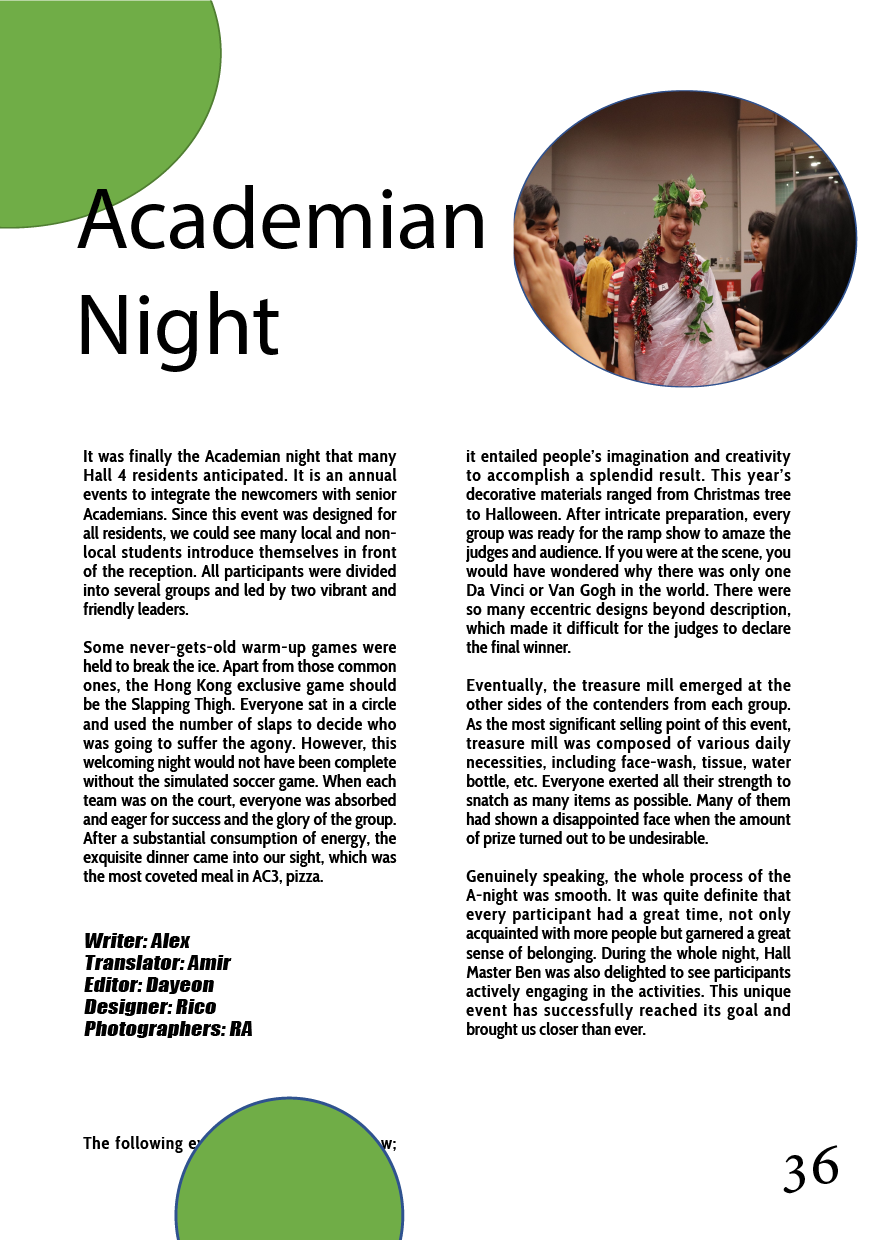 Academian
Night
It was finally the Academian night that many
Hall 4 residents anticipated. It is an annual
events to integrate the newcomers with senior
Academians. Since this event was designed for
all residents, we could see many local and non-
local students introduce themselves in front
of the reception. All participants were divided
into several groups and led by two vibrant and
friendly leaders.
Some never-gets-old warm-up games were
held to break the ice. Apart from those common
ones, the Hong Kong exclusive game should
be the Slapping Thigh. Everyone sat in a circle
and used the number of slaps to decide who
was going to suffer the agony. However, this
welcoming night would not have been complete
without the simulated soccer game. When each
team was on the court, everyone was absorbed
and eager for success and the glory of the group.
After a substantial consumption of energy, the
exquisite dinner came into our sight, which was
the most coveted meal in AC3, pizza.
Writer: Alex
Translator: Amir
Editor: Dayeon
Designer: Rico
Photographers: RA
The following
it entailed people’s imagination and creativity
to accomplish a splendid result. This year’s
decorative materials ranged from Christmas tree
to Halloween. After intricate preparation, every
group was ready for the ramp show to amaze the
judges and audience. If you were at the scene, you
would have wondered why there was only one
Da Vinci or Van Gogh in the world. There were
so many eccentric designs beyond description,
which made it difficult for the judges to declare
the final winner.
Eventually, the treasure mill emerged at the
other sides of the contenders from each group.
As the most significant selling point of this event,
treasure mill was composed of various daily
necessities, including face-wash, tissue, water
bottle, etc. Everyone exerted all their strength to
snatch as many items as possible. Many of them
had shown a disappointed face when the amount
of prize turned out to be undesirable.
Genuinely speaking, the whole process of the
A-night was smooth. It was quite definite that
every participant had a great time, not only
acquainted with more people but garnered a great
sense of belonging. During the whole night, Hall
Master Ben was also delighted to see participants
actively engaging in the activities. This unique
event has successfully reached its goal and
brought us closer than ever.
36